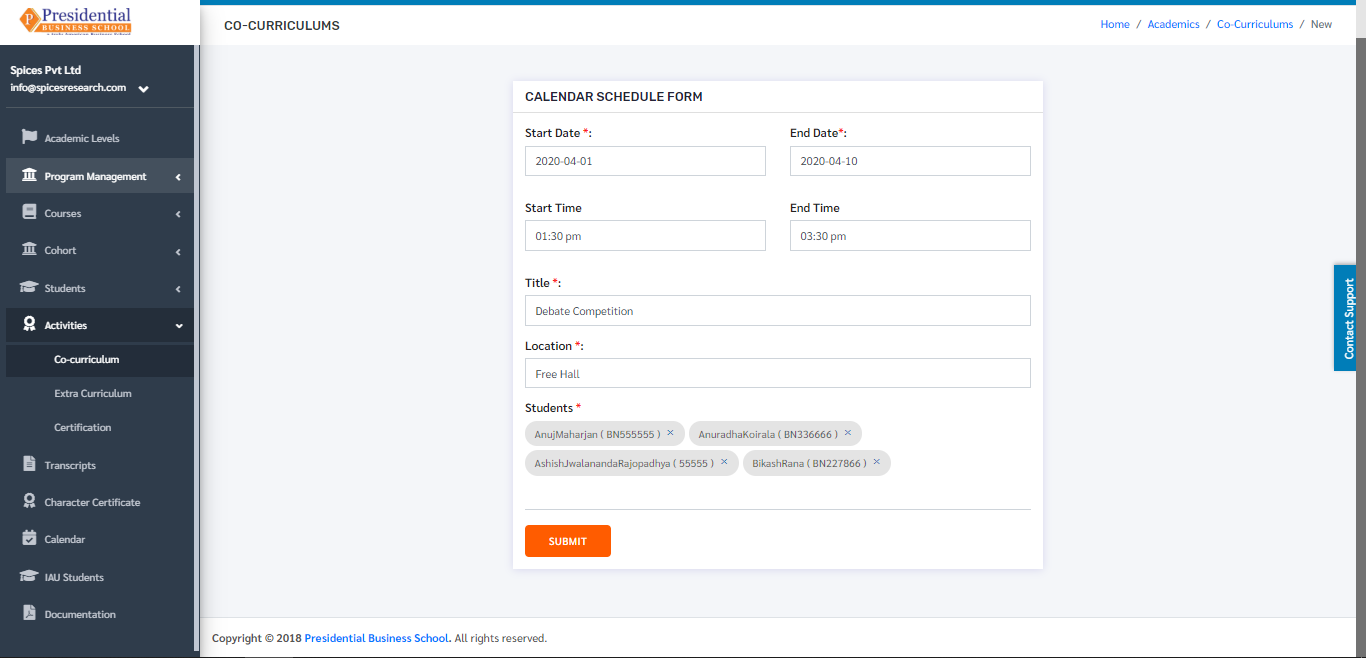 Presidential
BUSINESS SCHOOL
CO-CURRICULUMS
Home / Academics / Co-Curriculums / New
Spices Pvt Ltd
info@spicesresearch.com
Academic Levels
Program Management
Courses
Cohort
Students
Activities
Co-curriculum
Extra Curriculum
Certification
Transcripts
Character Certificate
Calendar
IAU Students
Documentation
CALENDAR SCHEDULE FORM
Start Date *:
End Date*:
2020-04-01
2020-04-10
Start Time
End Time
01:30 pm
03:30 pm
Title *:
Debate Competition
Location *:
Free Hall
Students *
AnujMaharjan ( BN555555 ) ×
AnuradhaKoirala ( BN336666 ) ×
AshishJwalanandaRajopadhya ( 55555 ) ×
BikashRana ( BN227866 ) ×
SUBMIT
Contact Support
Copyright © 2018 Presidential Business School. All rights reserved.